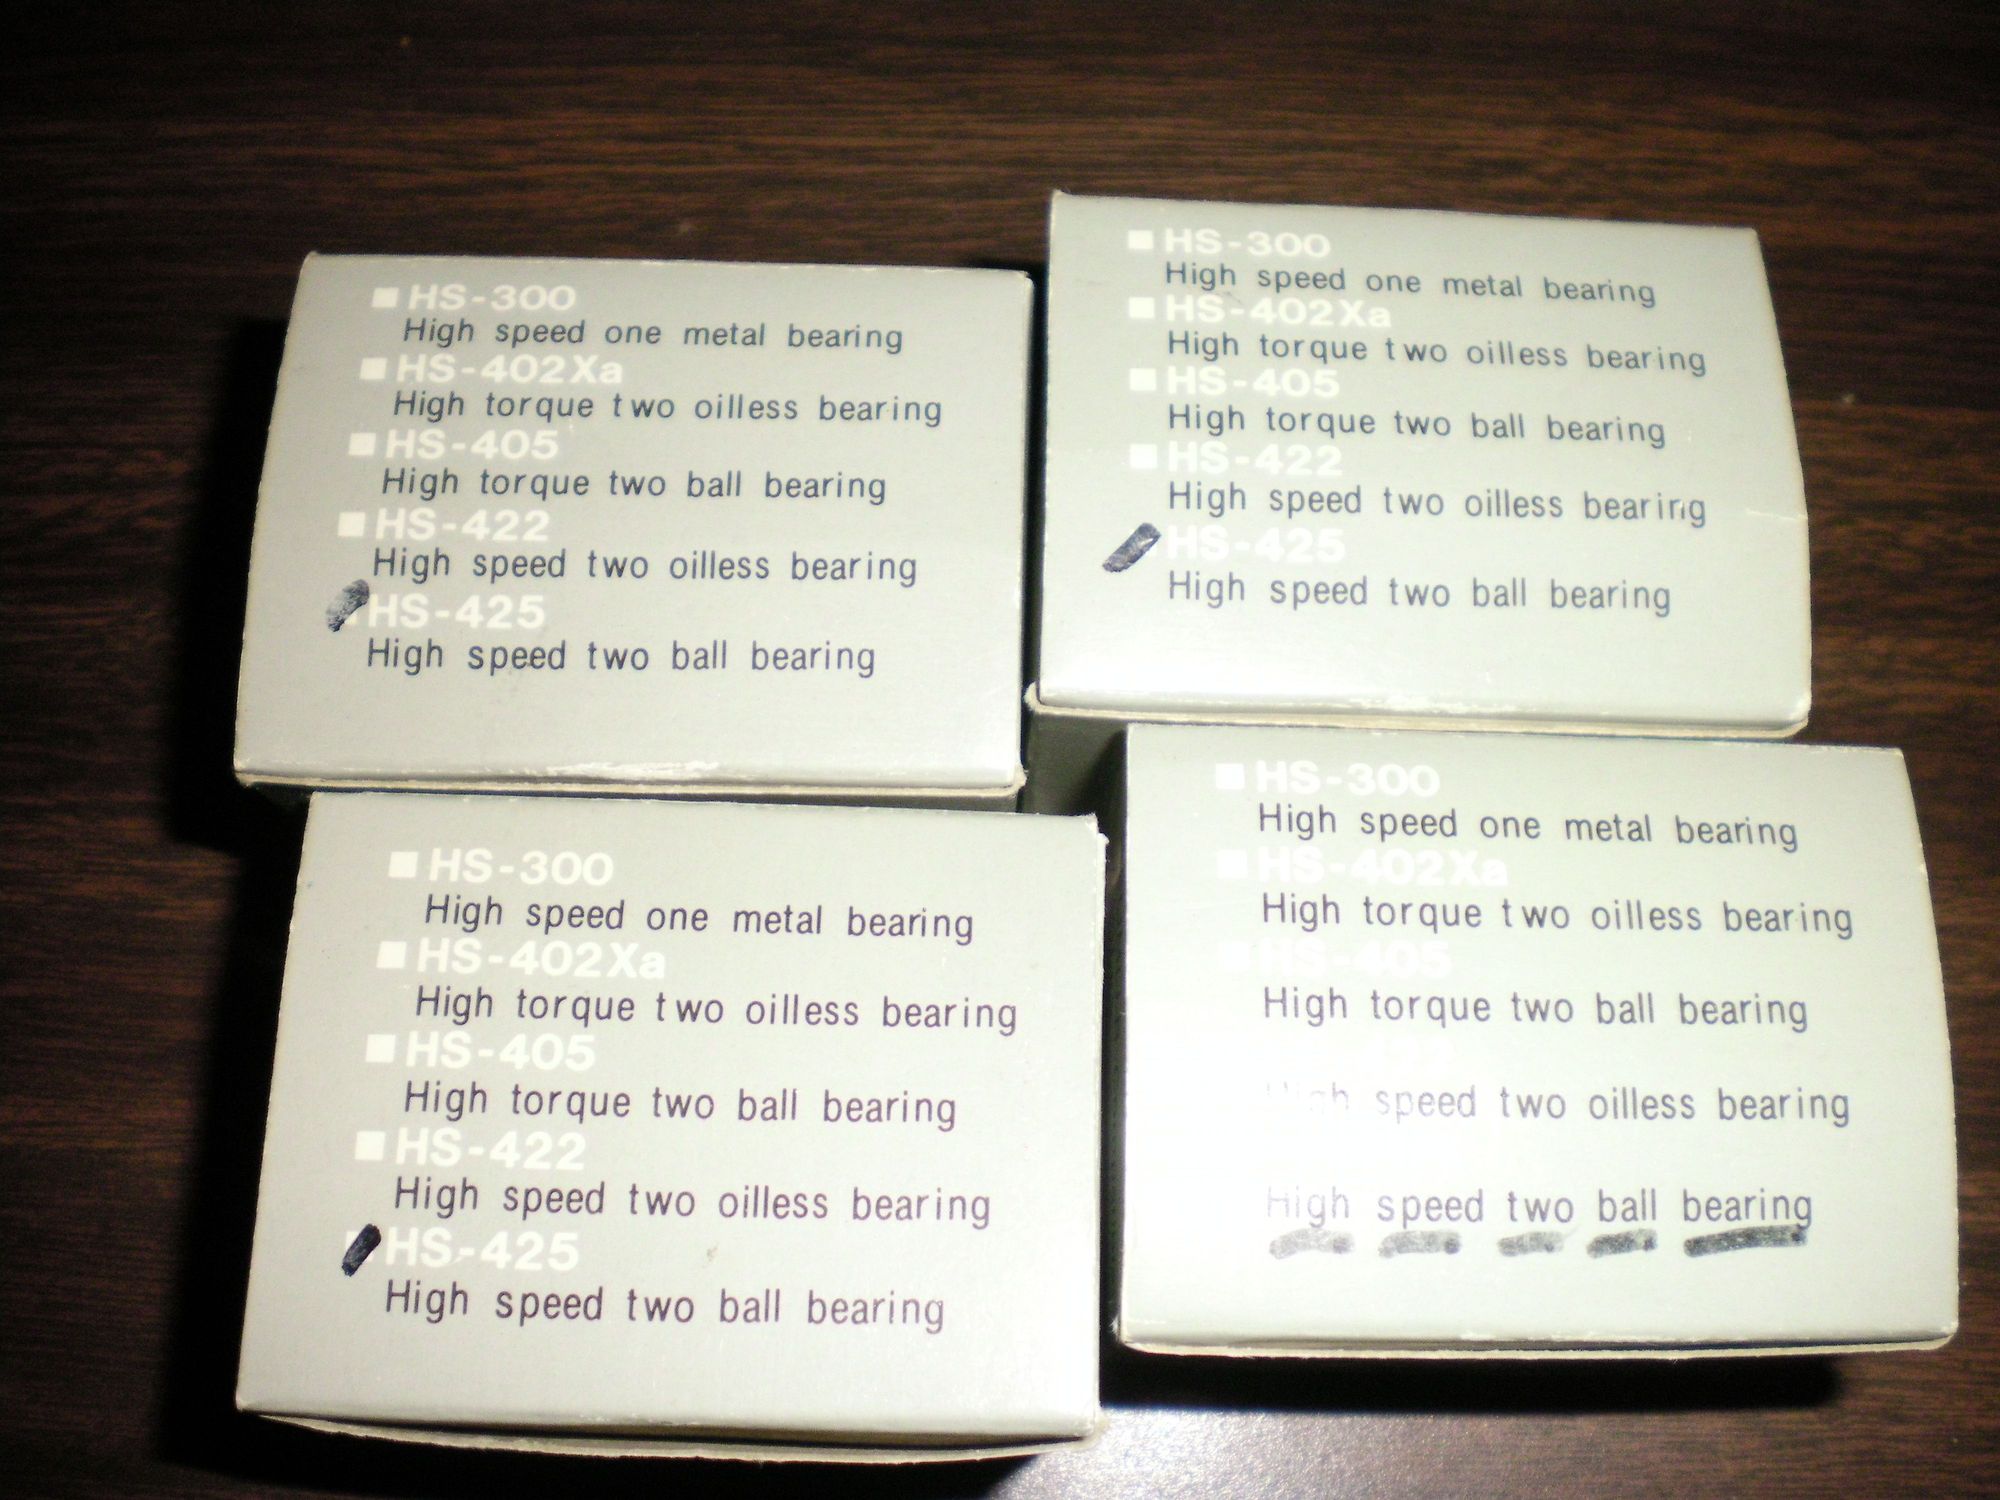 HS-300
High speed one metal bearing
HS-402Xa
High torque two oilless bearing
HS-405
High torque two ball bearing
HS-422
High speed two oilless bearing
HS-425
High speed two ball bearing
HS-300
High speed one metal bearing
HS-402Xa
High torque two oilless bearing
HS-405
High torque two ball bearing
HS-422
High speed two oilless bearing
HS-425
High speed two ball bearing
HS-300
High speed one metal bearing
HS-402Xa
High torque two oilless bearing
HS-405
High torque two ball bearing
HS-422
High speed two oilless bearing
HS-425
High speed two ball bearing
HS-300
High speed one metal bearing
HS-402Xa
High torque two oilless bearing
HS-405
High torque two ball bearing
High speed two oilless bearing
High speed two ball bearing